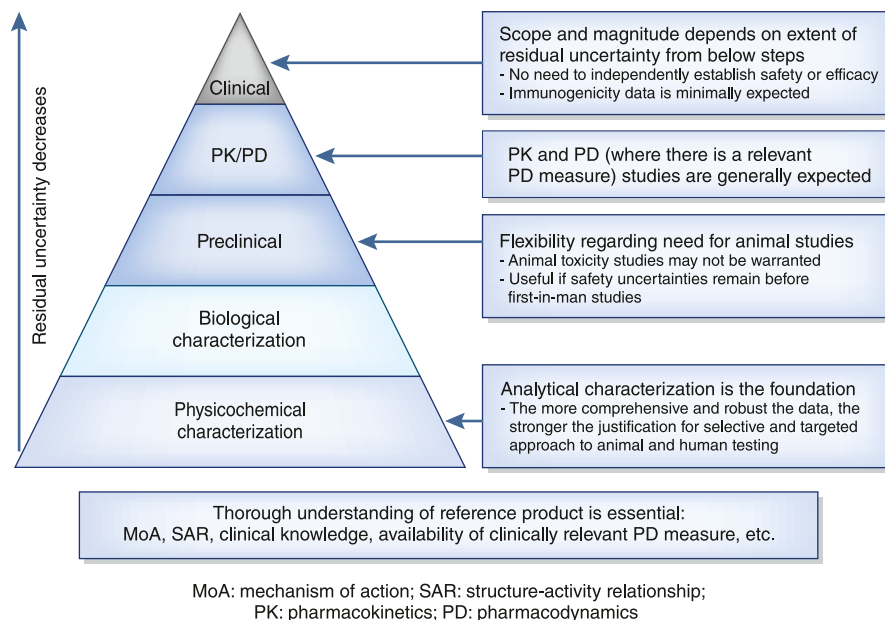 Residual uncertainty decreases
Clinical
PK/PD
Preclinical
Biological
characterization
Physicochemical
characterization
Scope and magnitude depends on extent of
residual uncertainty from below steps
- No need to independently establish safety or efficacy
- Immunogenicity data is minimally expected
PK and PD (where there is a relevant
PD measure) studies are generally expected
Flexibility regarding need for animal studies
- Animal toxicity studies may not be warranted
- Useful if safety uncertainties remain before
first-in-man studies
Analytical characterization is the foundation
- The more comprehensive and robust the data, the
stronger the justification for selective and targeted
approach to animal and human testing
Thorough understanding of reference product is essential:
MoA, SAR, clinical knowledge, availability of clinically relevant PD measure, etc.
MoA: mechanism of action; SAR: structure-activity relationship;
PK: pharmacokinetics; PD: pharmacodynamics